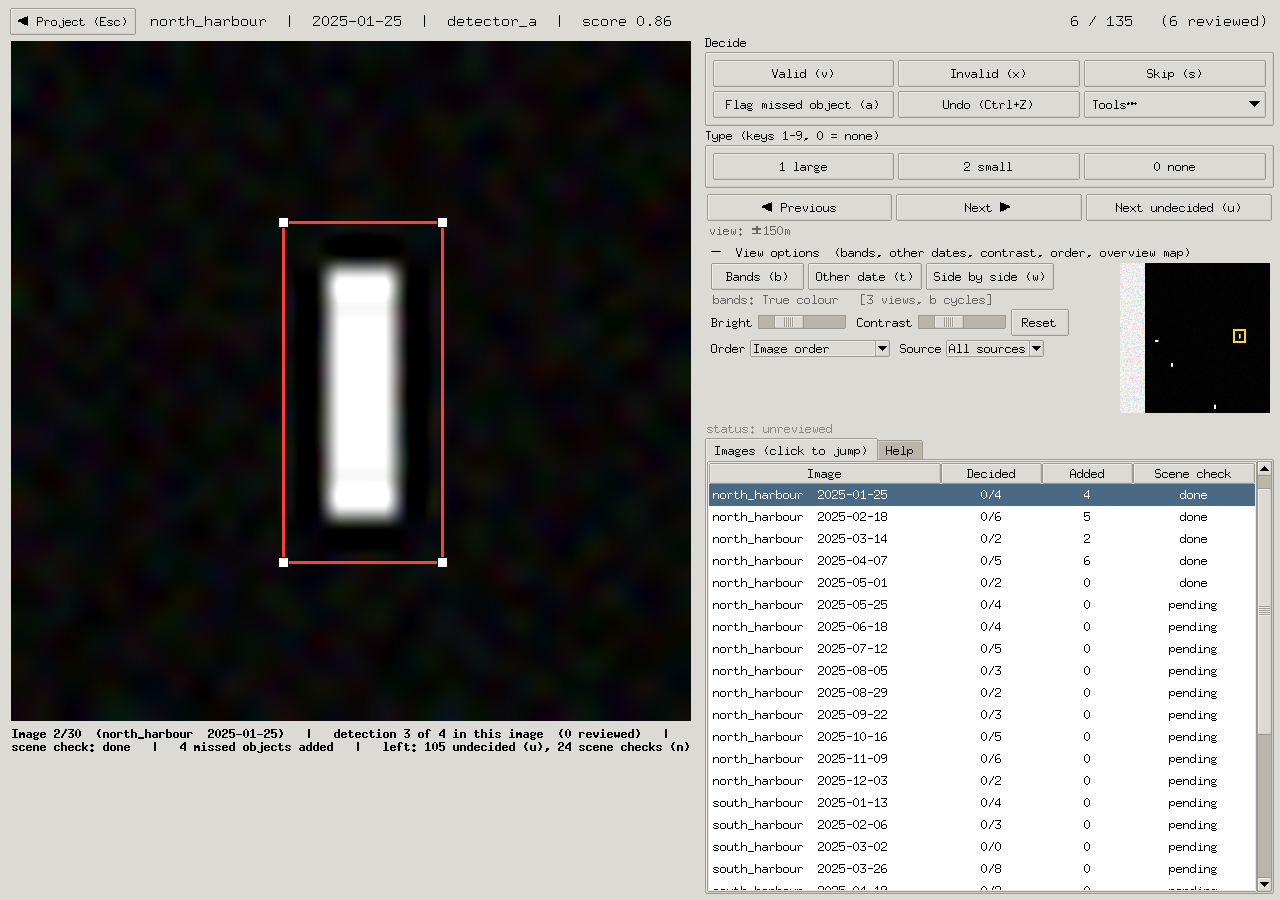 ◀ Project (Esc)  north_harbour  |  2025-01-25  |  detector_a  |  score 0.86  6 / 135  (6 reviewed)
Decide
Valid (v)  Invalid (x)  Skip (s)
Flag missed object (a)  Undo (Ctrl+Z)  Tools…
Type (keys 1-9, 0 = none)
1 large  2 small  0 none
◀ Previous  Next ▶  Next undecided (u)
view: ±150m
— View options  (bands, other dates, contrast, order, overview map)
Bands (b)  Other date (t)  Side by side (w)
bands: True colour  [3 views, b cycles]
Bright  Contrast  Reset
Order  Image order  Source  All sources
status: unreviewed
Images (click to jump)  Help
Image  Decided  Added  Scene check
north_harbour  2025-01-25  0/4  4  done
north_harbour  2025-02-18  0/6  5  done
north_harbour  2025-03-14  0/2  2  done
north_harbour  2025-04-07  0/5  6  done
north_harbour  2025-05-01  0/2  0  done
north_harbour  2025-05-25  0/4  0  pending
north_harbour  2025-06-18  0/4  0  pending
north_harbour  2025-07-12  0/5  0  pending
north_harbour  2025-08-05  0/3  0  pending
north_harbour  2025-08-29  0/2  0  pending
north_harbour  2025-09-22  0/3  0  pending
north_harbour  2025-10-16  0/5  0  pending
north_harbour  2025-11-09  0/6  0  pending
north_harbour  2025-12-03  0/2  0  pending
south_harbour  2025-01-13  0/4  0  pending
south_harbour  2025-02-06  0/3  0  pending
south_harbour  2025-03-02  0/0  0  pending
south_harbour  2025-03-26  0/8  0  pending
Image 2/30  (north_harbour  2025-01-25)  |  detection 3 of 4 in this image  (0 reviewed)  |
scene check: done  |  4 missed objects added  |  left: 105 undecided (u), 24 scene checks (n)